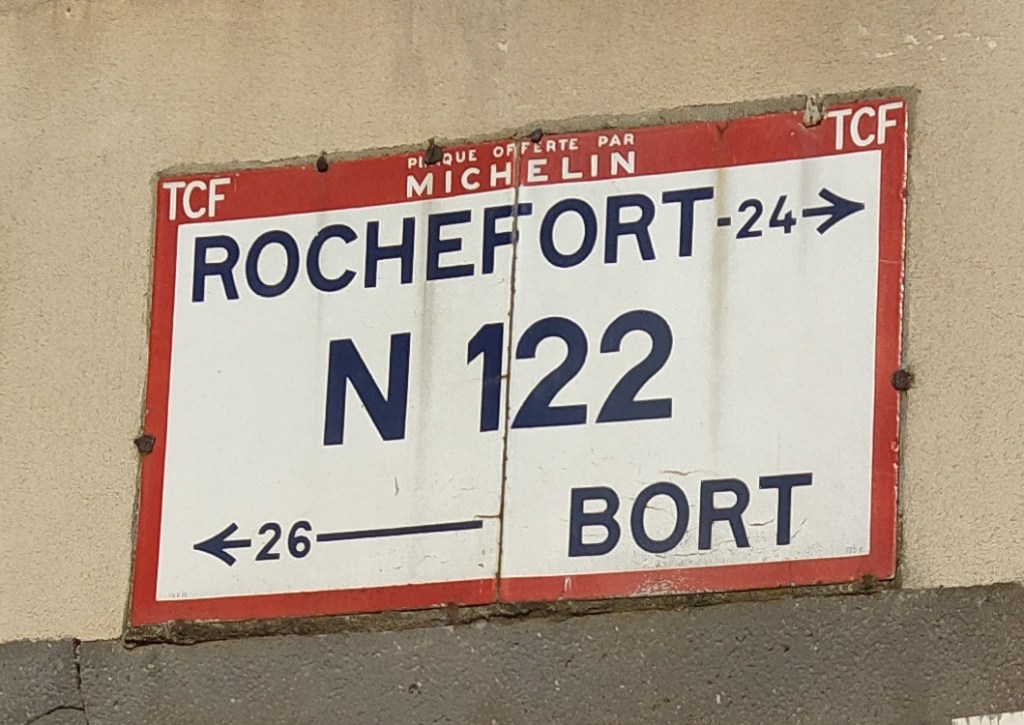 TCF
PLAQUE OFFERTE PAR
MICHELIN
TCF
ROCHEFORT-24→
N 122
←26—
BORT